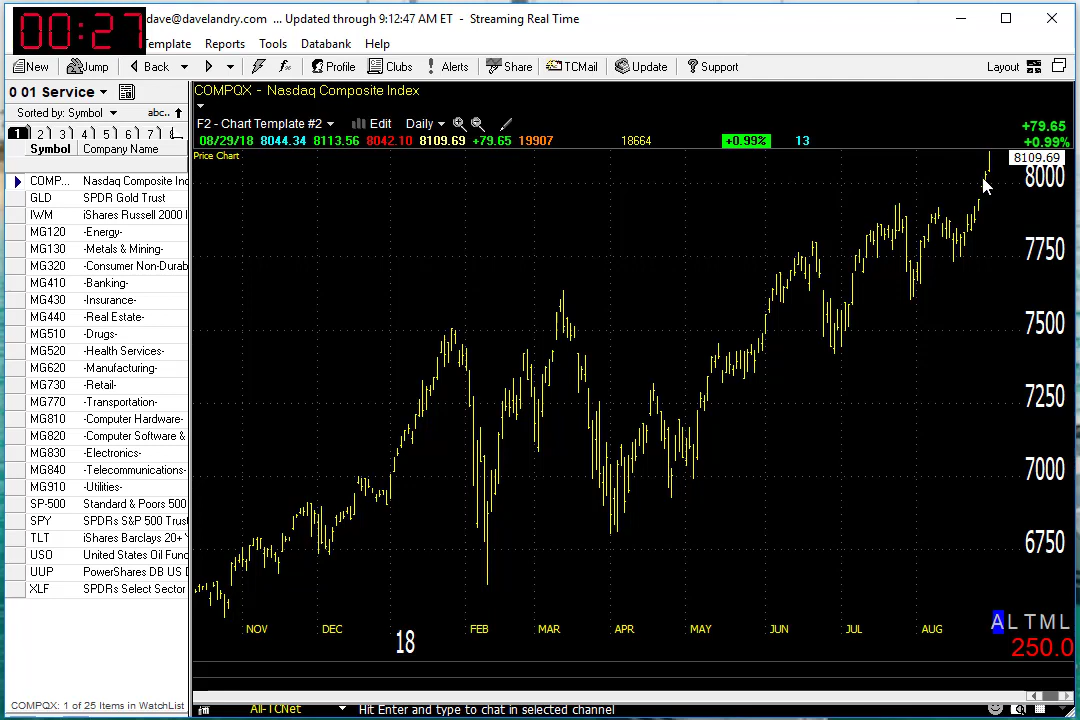 00:27
dave@davelandry.com ... Updated through 9:12:47 AM ET - Streaming Real Time
Template Reports Tools Databank Help
New Jump Back Profile Clubs Alerts Share TCMail Update Support Layout
0 01 Service
Sorted by: Symbol abc..
1 2 3 4 5 6 7
Symbol Company Name
COMP... Nasdaq Composite Ind
GLD SPDR Gold Trust
IWM iShares Russell 2000 I
MG120 -Energy-
MG130 -Metals & Mining-
MG320 -Consumer Non-Durab
MG410 -Banking-
MG430 -Insurance-
MG440 -Real Estate-
MG510 -Drugs-
MG520 -Health Services-
MG620 -Manufacturing-
MG730 -Retail-
MG770 -Transportation-
MG810 -Computer Hardware-
MG820 -Computer Software &
MG830 -Electronics-
MG840 -Telecommunications-
MG910 -Utilities-
SP-500 Standard & Poors 500
SPY SPDRs S&P 500 Trust
TLT iShares Barclays 20+
USO United States Oil Fund
UUP PowerShares DB US D
XLF SPDRs Select Sector
COMPQX: 1 of 25 Items in WatchList
COMPQX - Nasdaq Composite Index
F2 - Chart Template #2 Edit Daily
+79.65
08/29/18 8044.34 8113.56 8042.10 8109.69 +79.65 19907 18664 +0.99% 13
+0.99%
Price Chart
8109.69
8000
7750
7500
7250
7000
6750
A L T M L
NOV DEC 18 FEB MAR APR MAY JUN JUL AUG
250.0
All-TCNet Hit Enter and type to chat in selected channel